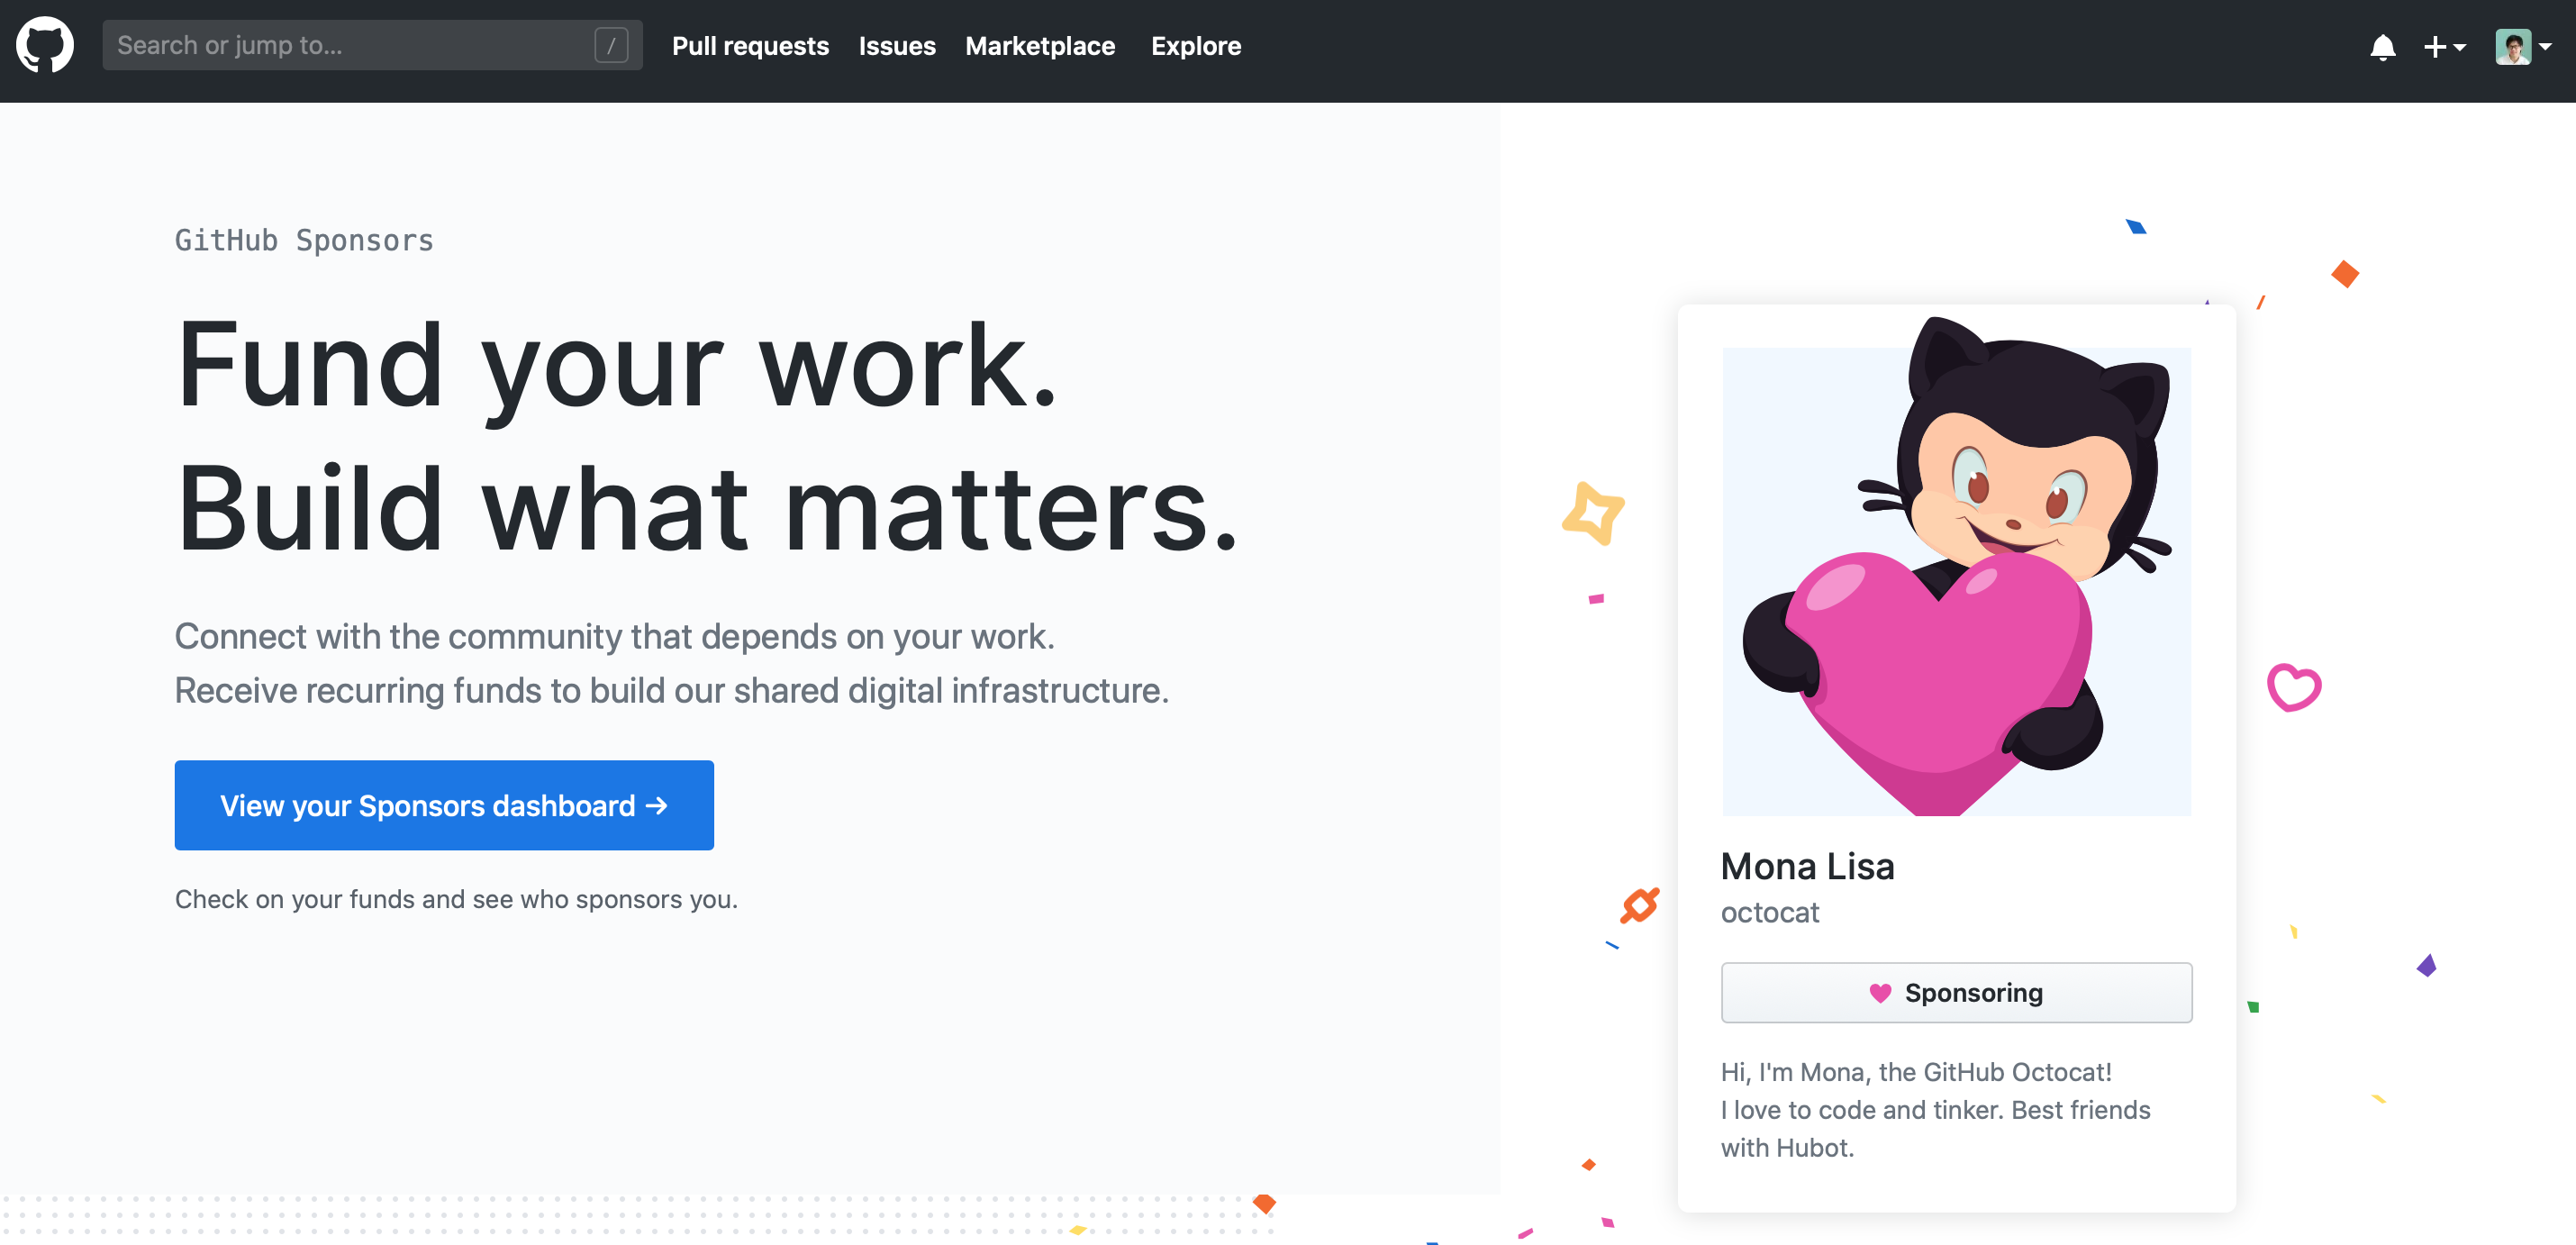 Search or jump to...
/
Pull requests
Issues
Marketplace
Explore
GitHub Sponsors
Fund your work.
Build what matters.
Connect with the community that depends on your work.
Receive recurring funds to build our shared digital infrastructure.
View your Sponsors dashboard →
Check on your funds and see who sponsors you.
Mona Lisa
octocat
Sponsoring
Hi, I'm Mona, the GitHub Octocat!
I love to code and tinker. Best friends
with Hubot.